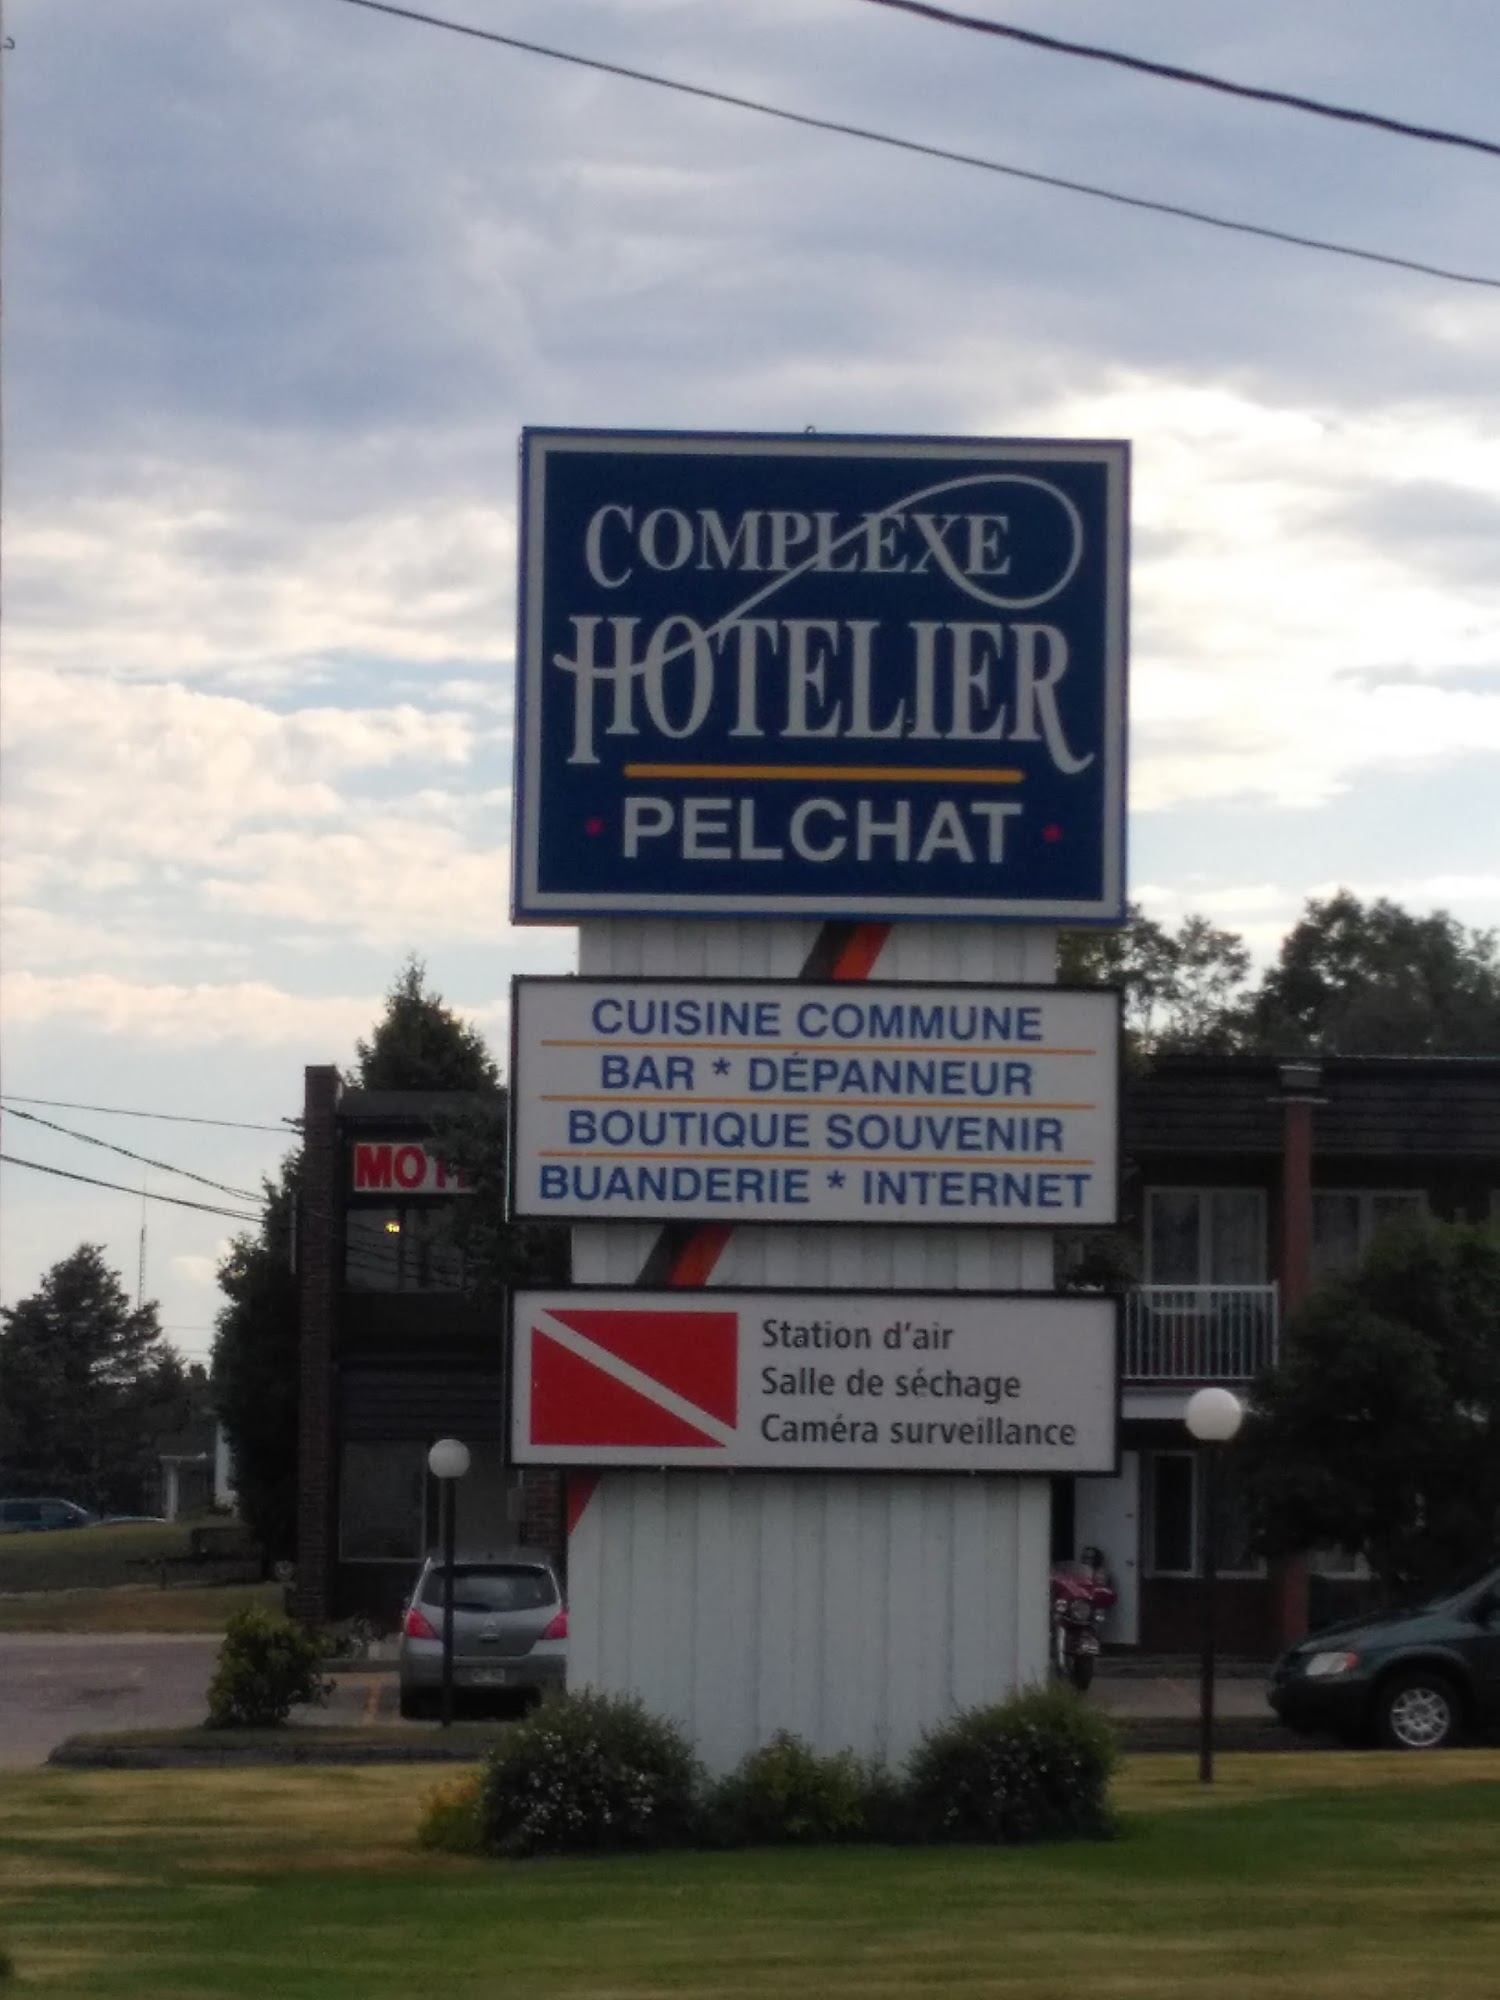 COMPLEXE
HOTELIER
PELCHAT
CUISINE COMMUNE
BAR * DÉPANNEUR
BOUTIQUE SOUVENIR
BUANDERIE * INTERNET
Station d'air
Salle de séchage
Caméra surveillance